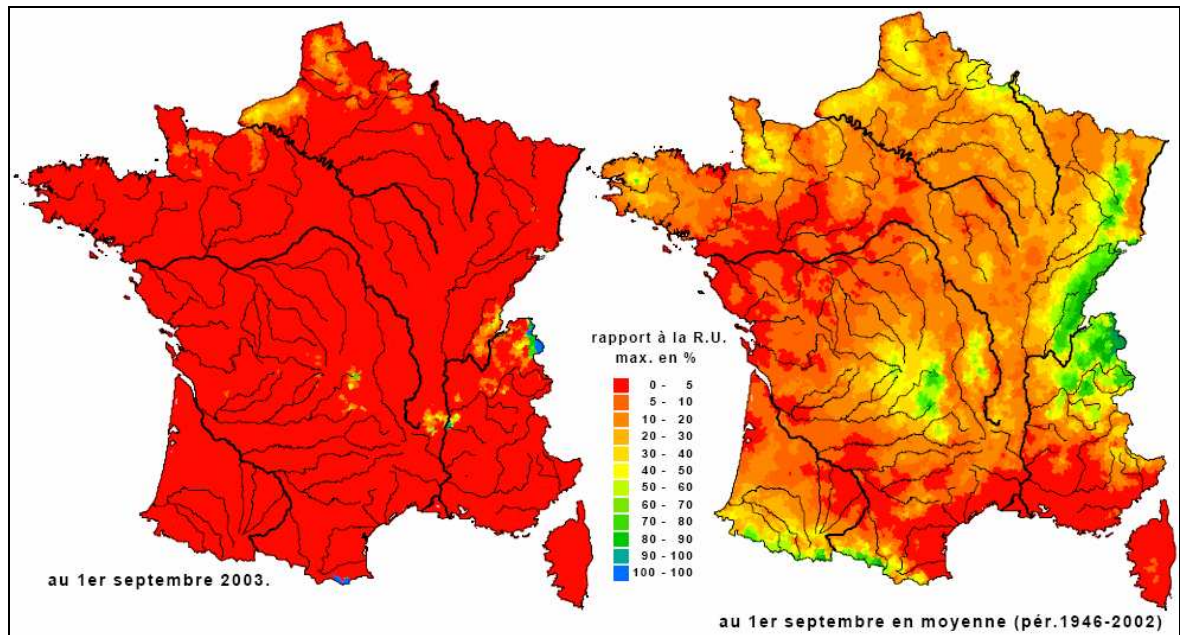 rapport à la R.U.
max. en %
0 - 5
5 - 10
10 - 20
20 - 30
30 - 40
40 - 50
50 - 60
60 - 70
70 - 80
80 - 90
90 - 100
100 - 100
au 1er septembre 2003.
au 1er septembre en moyenne (pér.1946-2002)